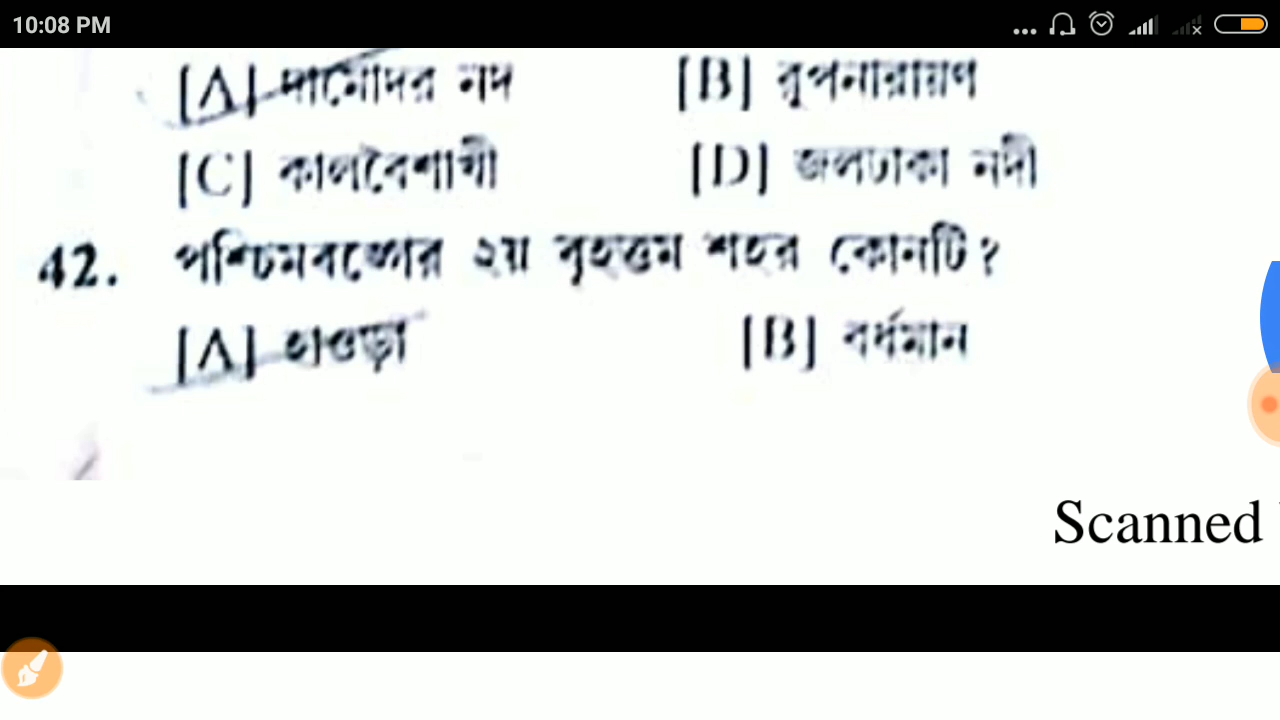 10:08 PM
[A] দামোদর নদ [B] রূপনারায়ণ
[C] কালবৈশাখী [D] জলঢাকা নদী
42. পশ্চিমবঙ্গের ২য় বৃহত্তম শহর কোনটি?
[A] হাওড়া [B] বর্ধমান
Scanned